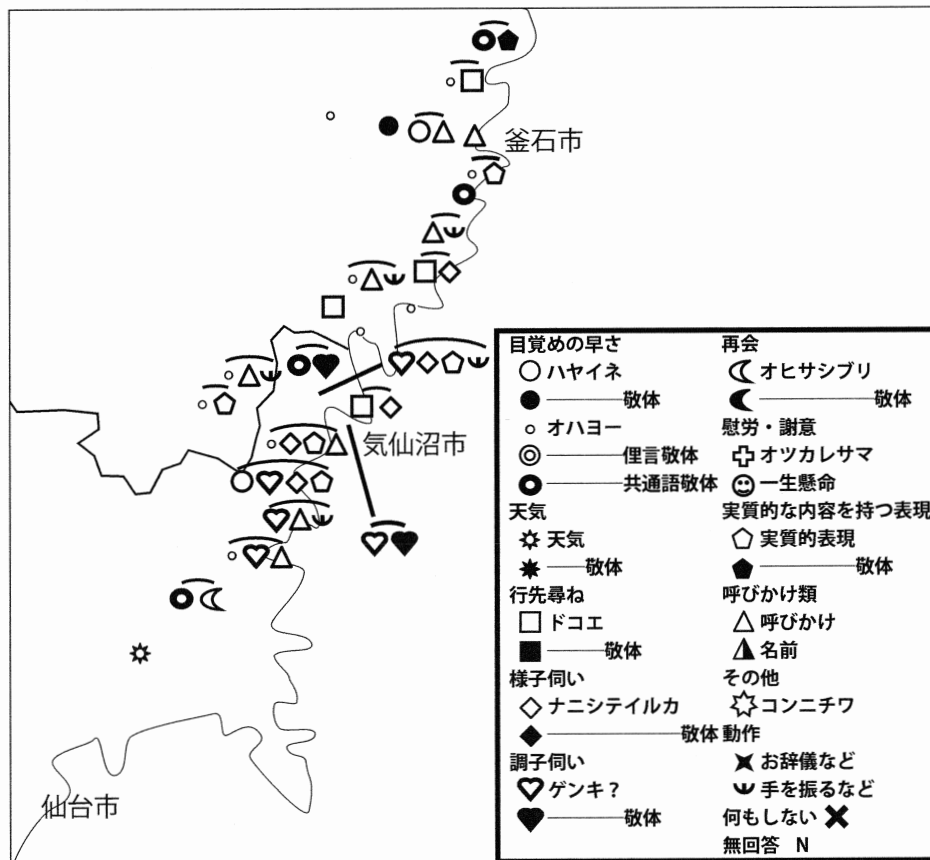 釜石市
気仙沼市
仙台市
目覚めの早さ
ハヤイネ
―――敬体
オハヨー
―――俚言敬体
―――共通語敬体
天気
天気
――敬体
行先尋ね
ドコエ
―――敬体
様子伺い
ナニシテイルカ
――――――敬体
調子伺い
ゲンキ？
―――敬体
再会
オヒサシブリ
―――――敬体
慰労・謝意
オツカレサマ
一生懸命
実質的な内容を持つ表現
実質的表現
―――――敬体
呼びかけ類
呼びかけ
名前
その他
コンニチワ
動作
お辞儀など
手を振るなど
何もしない
無回答 N